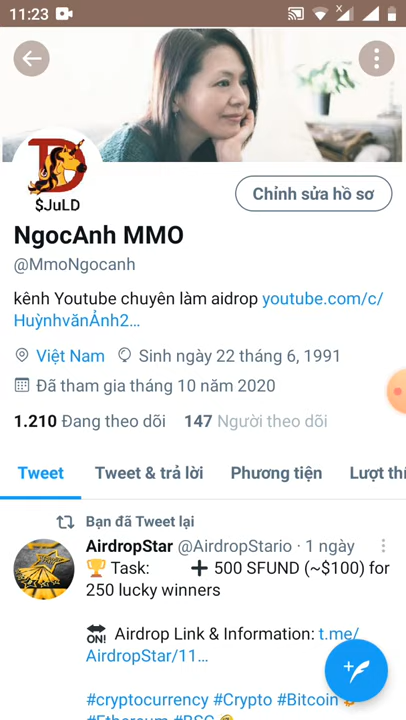 11:23
$JuLD
Chỉnh sửa hồ sơ
NgocAnh MMO
@MmoNgocanh
kênh Youtube chuyên làm aidrop youtube.com/c/
HuỳnhvănẢnh2…
Việt Nam Sinh ngày 22 tháng 6, 1991
Đã tham gia tháng 10 năm 2020
1.210 Đang theo dõi 147 Người theo dõi
Tweet Tweet & trả lời Phương tiện Lượt thí
Bạn đã Tweet lại
AirdropStar @AirdropStario · 1 ngày
🏆 Task: ➕ 500 SFUND (~$100) for
250 lucky winners
🔛 Airdrop Link & Information: t.me/
AirdropStar/11…
#cryptocurrency #Crypto #Bitcoin
#Ethereum #BSC